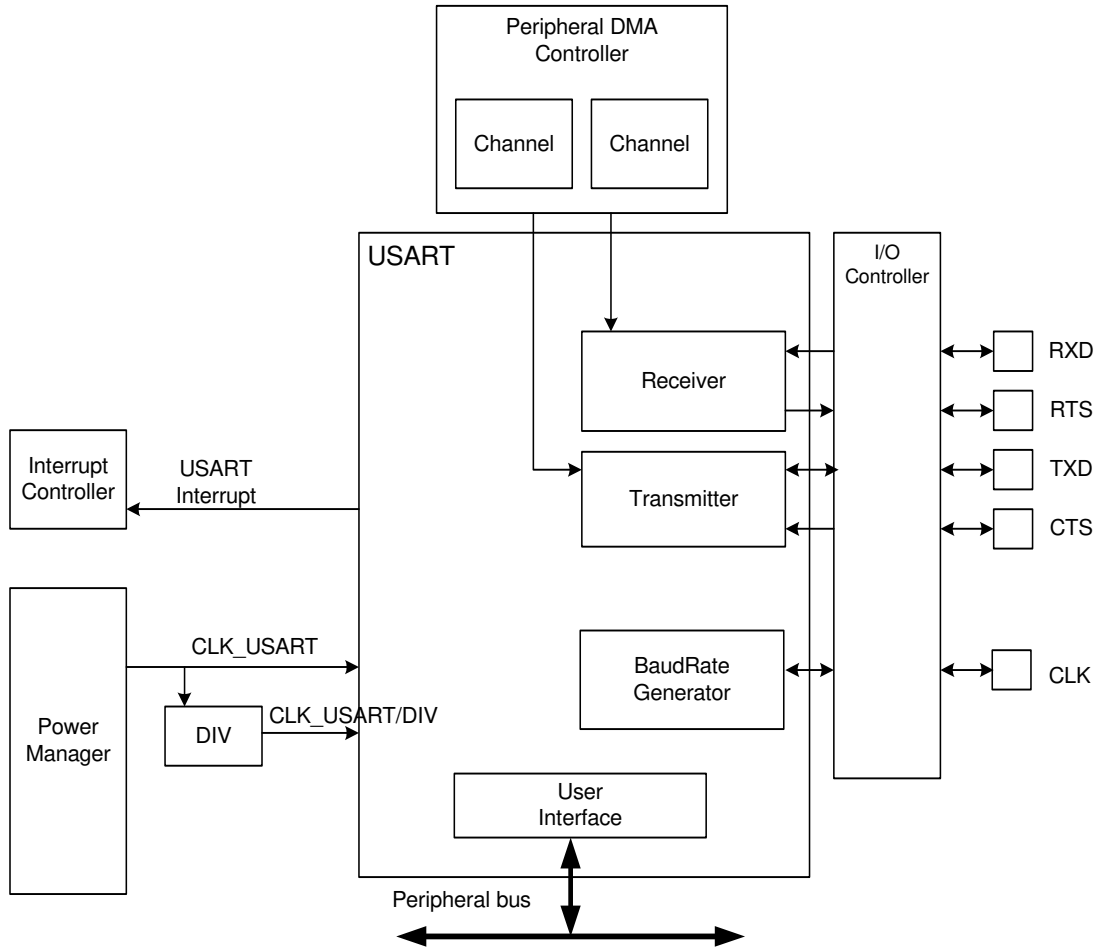 Peripheral DMA
Controller
Channel
Channel
USART
I/O
Controller
Receiver
RXD
RTS
Interrupt
Controller
USART
Interrupt
Transmitter
TXD
CTS
CLK_USART
BaudRate
Generator
CLK
Power
Manager
DIV
CLK_USART/DIV
User
Interface
Peripheral bus